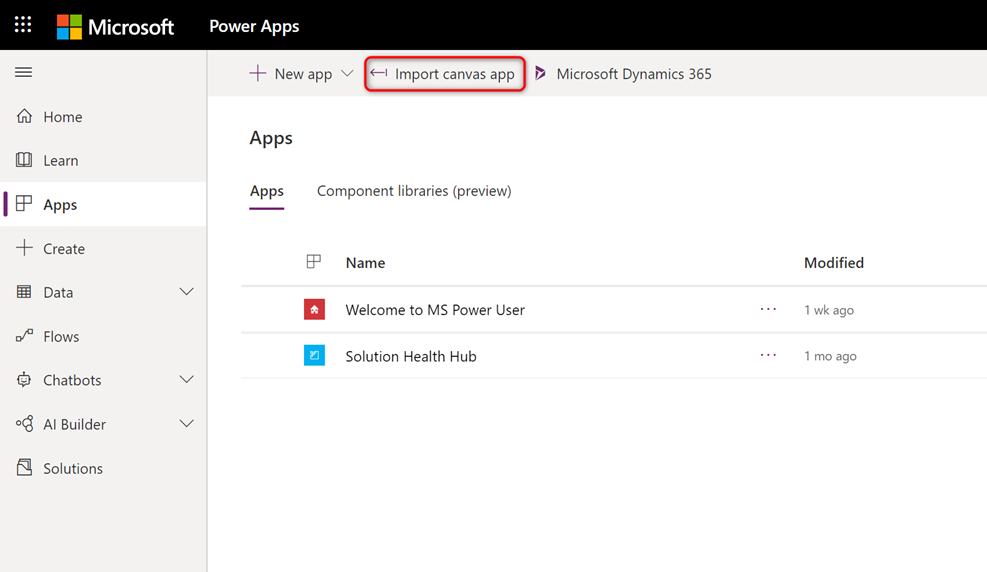 Microsoft Power Apps
New app Import canvas app Microsoft Dynamics 365
Home
Learn
Apps
Create
Data
Flows
Chatbots
AI Builder
Solutions
Apps
Apps Component libraries (preview)
Name Modified
Welcome to MS Power User ... 1 wk ago
Solution Health Hub ... 1 mo ago